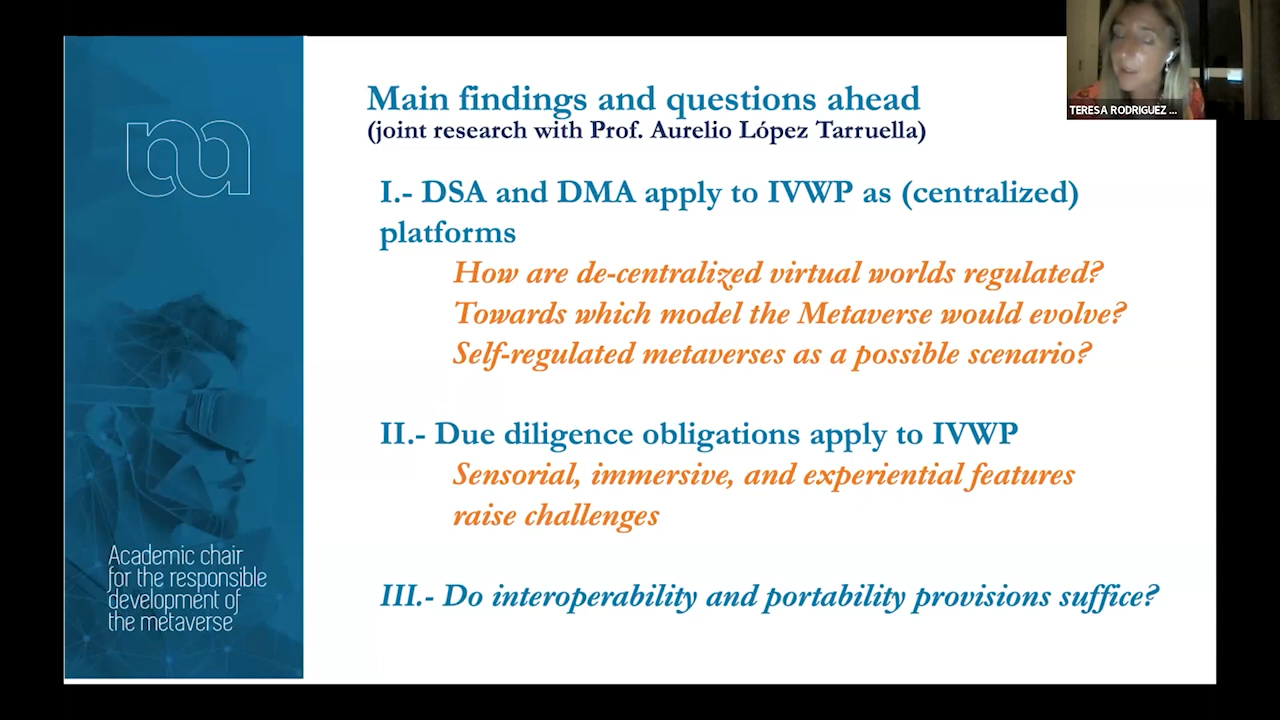 Main findings and questions ahead
(joint research with Prof. Aurelio López Tarruella)
I.- DSA and DMA apply to IVWP as (centralized)
platforms
How are de-centralized virtual worlds regulated?
Towards which model the Metaverse would evolve?
Self-regulated metaverses as a possible scenario?
II.- Due diligence obligations apply to IVWP
Sensorial, immersive, and experiential features
raise challenges
III.- Do interoperability and portability provisions suffice?
Academic chair
for the responsible
development of
the metaverse
TERESA RODRIGUEZ ...